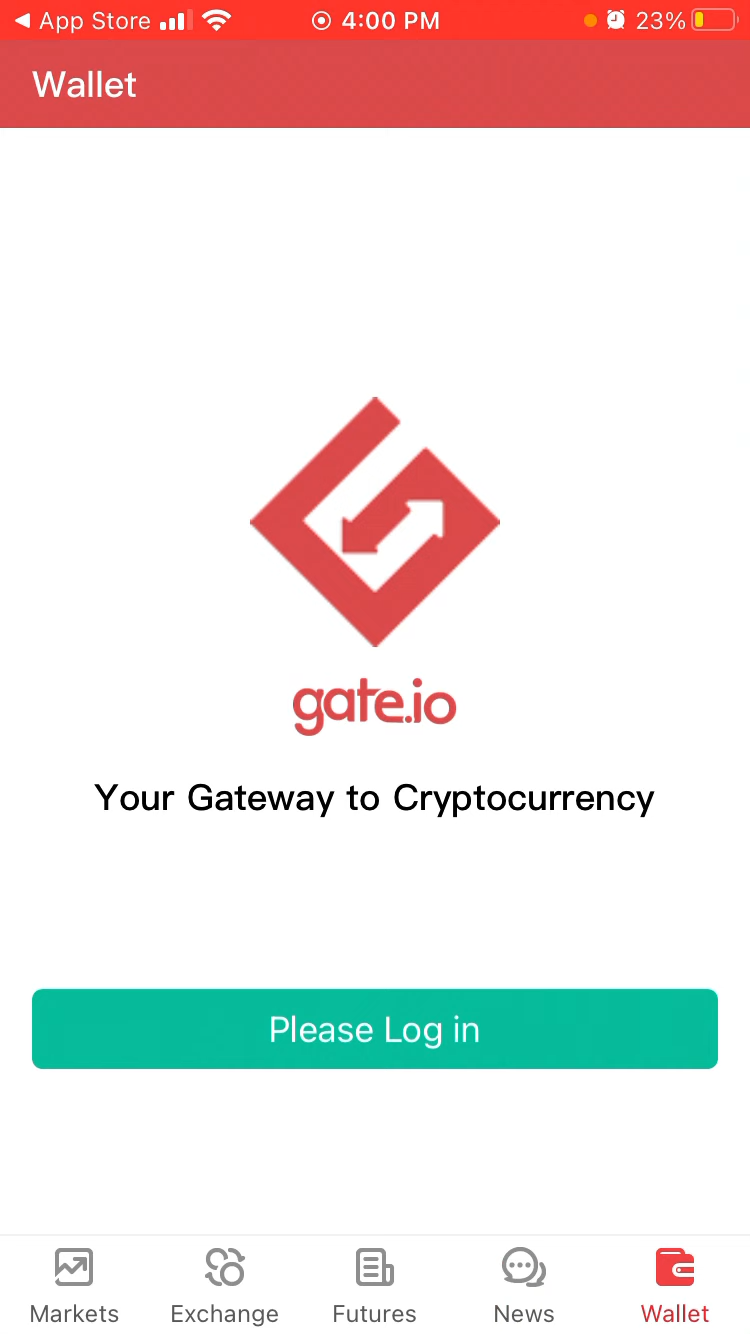 App Store 4:00 PM 23%
Wallet
gate.io
Your Gateway to Cryptocurrency
Please Log in
Markets Exchange Futures News Wallet